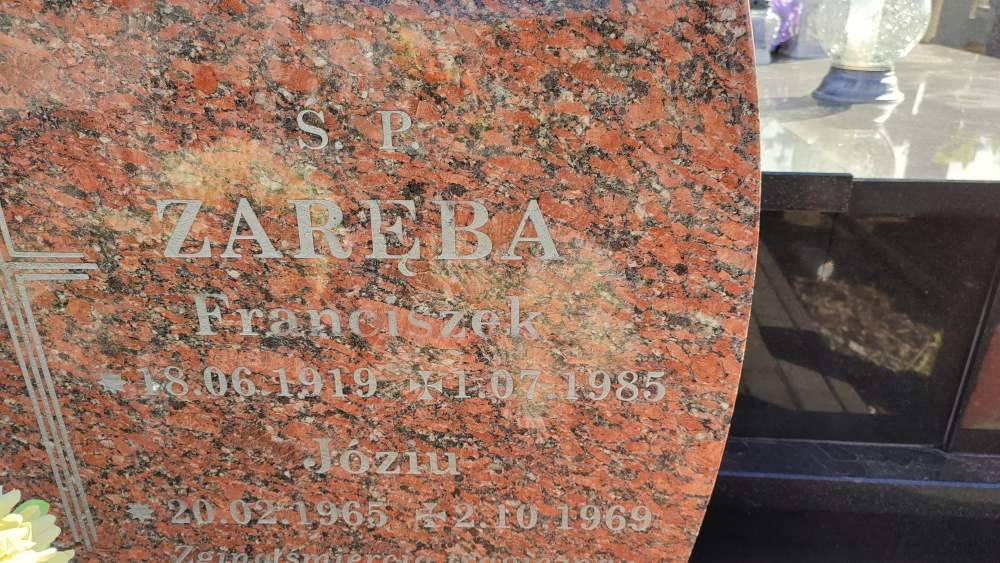 Ś. P.
ZARĘBA
Franciszek
* 18.06.1919 ✝ 1.07.1985
Józiu
* 20.02.1965 ✝ 2.10.1969